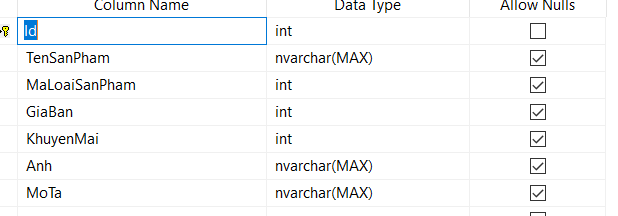 Column Name Data Type Allow Nulls
Id int
TenSanPham nvarchar(MAX)
MaLoaiSanPham int
GiaBan int
KhuyenMai int
Anh nvarchar(MAX)
MoTa nvarchar(MAX)